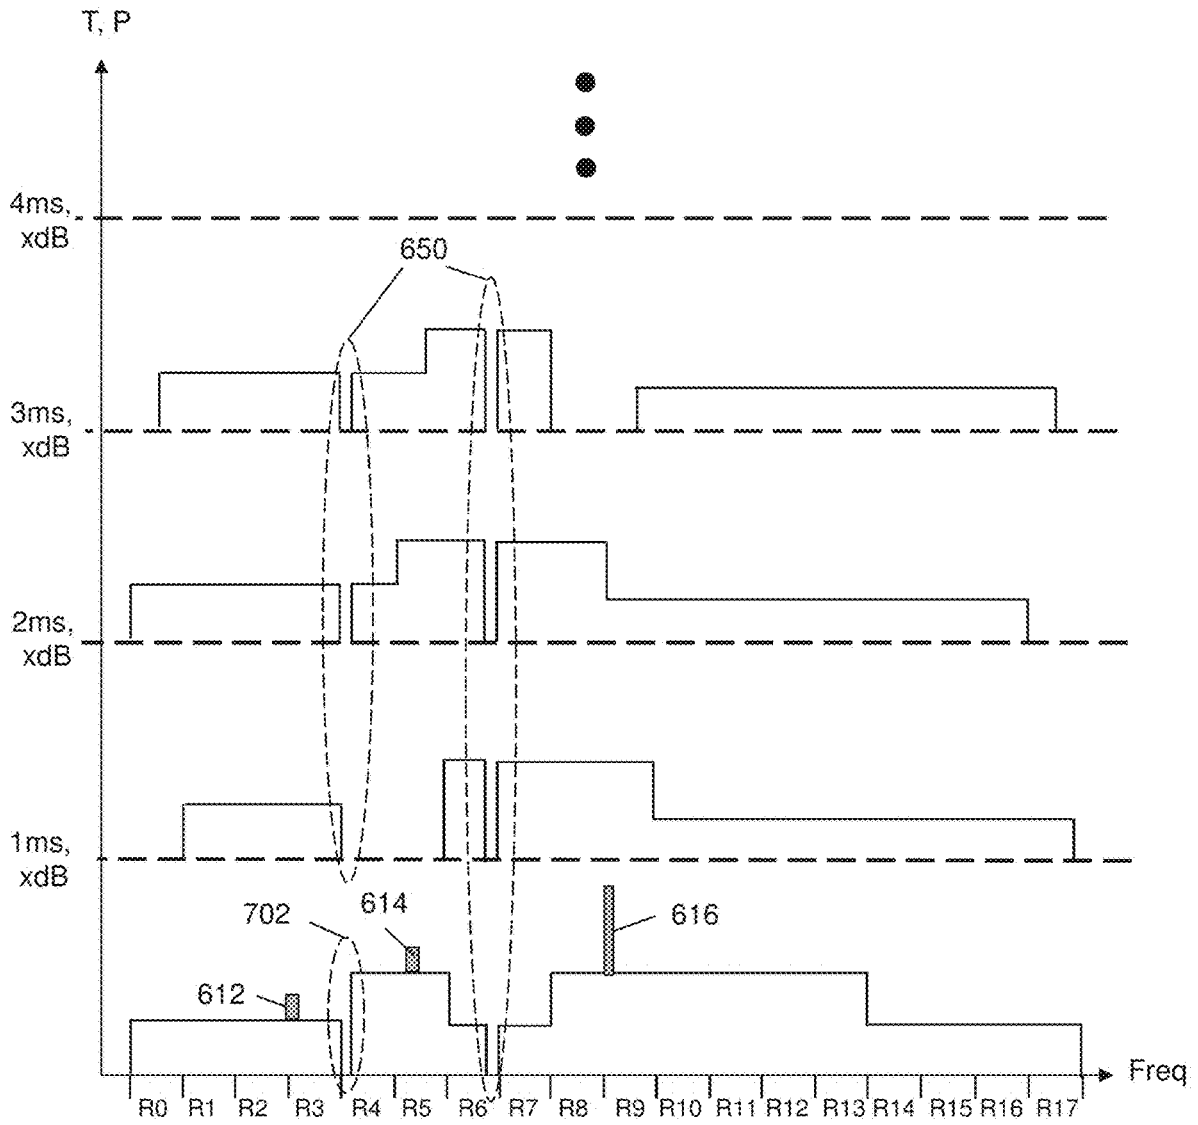 T, P
4ms,
xdB
650
3ms,
xdB
2ms,
xdB
1ms,
xdB
702
614
616
612
Freq
R0 R1 R2 R3 R4 R5 R6 R7 R8 R9 R10 R11 R12 R13 R14 R15 R16 R17